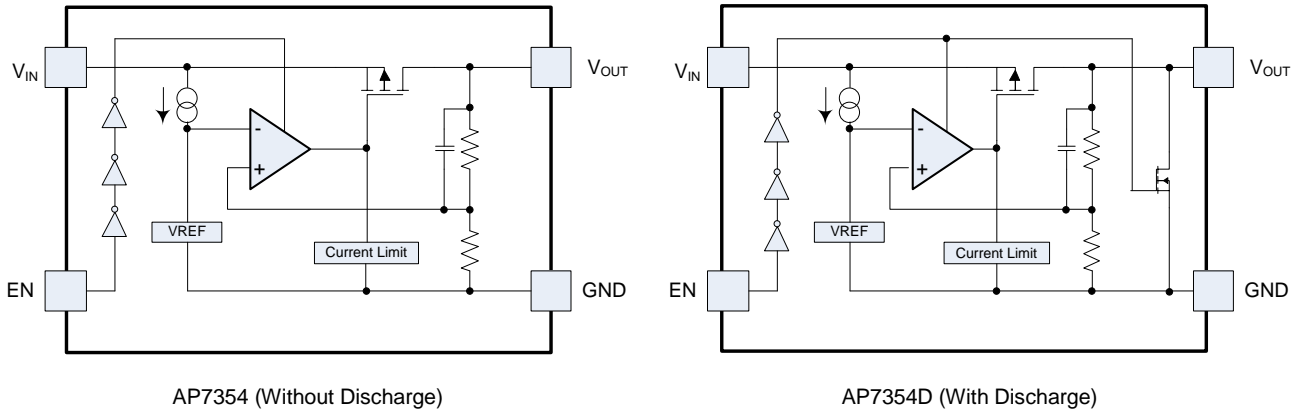 VIN
VOUT
-
+
VREF
Current Limit
EN
GND
AP7354 (Without Discharge)
VIN
VOUT
-
+
VREF
Current Limit
EN
GND
AP7354D (With Discharge)